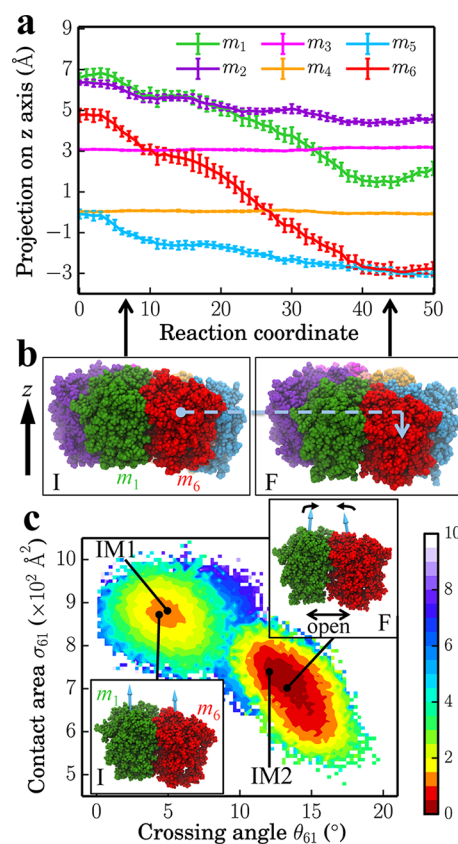 a
Projection on z axis (Å)
9
7
5
3
1
−1
−3
m₁ m₃ m₅
m₂ m₄ m₆
0 10 20 30 40 50
Reaction coordinate
b
z
I
m₁ m₆
F
c
Contact area σ₆₁ (×10² Å²)
10
9
8
7
6
5
IM1
IM2
open
F
m₁ m₆
I
0 5 10 15 20
Crossing angle θ₆₁ (°)
10
8
6
4
2
0